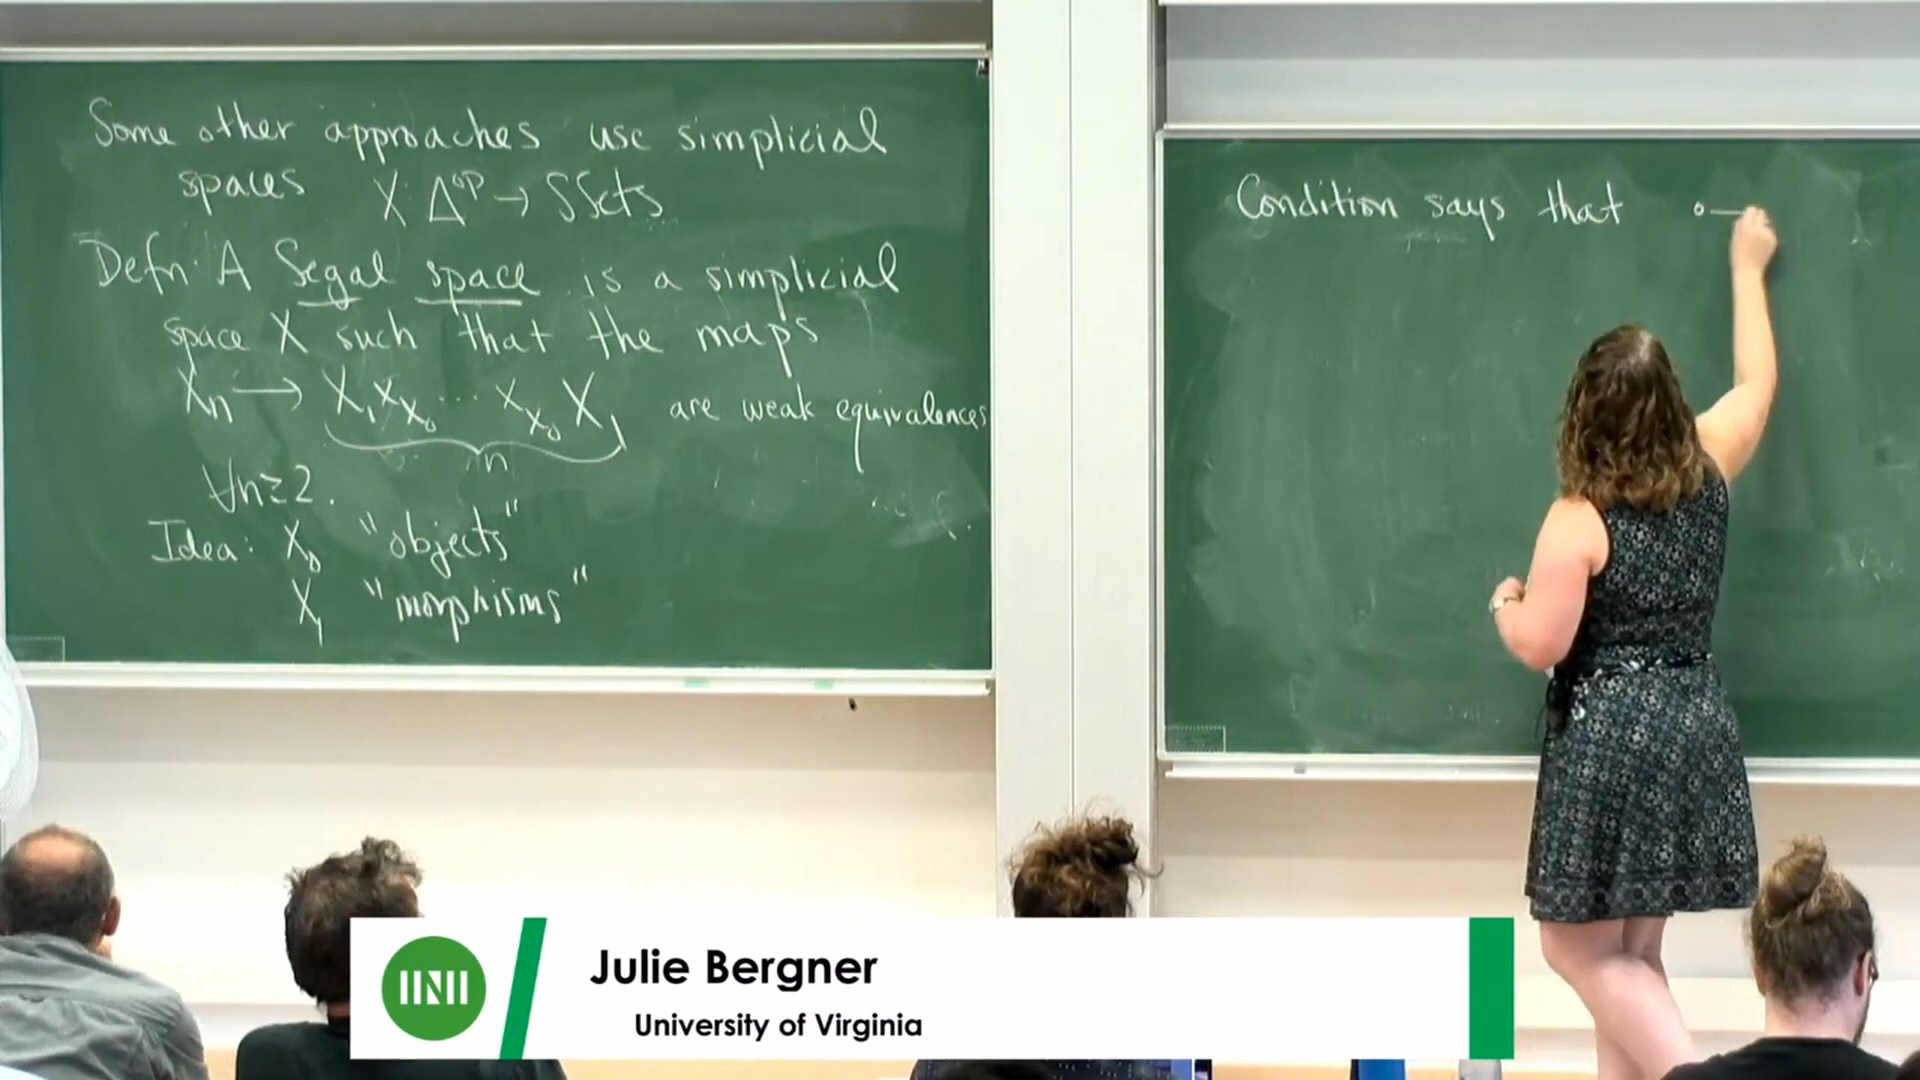 Some other approaches use simplicial
spaces X: Δ^op → SSets
Defn: A Segal space is a simplicial
space X such that the maps
X_n → X_1 ×_{X_0} ⋯ ×_{X_0} X_1 are weak equivalences
n
∀n≥2.
Idea: X_0 "objects"
X_1 "morphisms"
Condition says that
Julie Bergner
University of Virginia